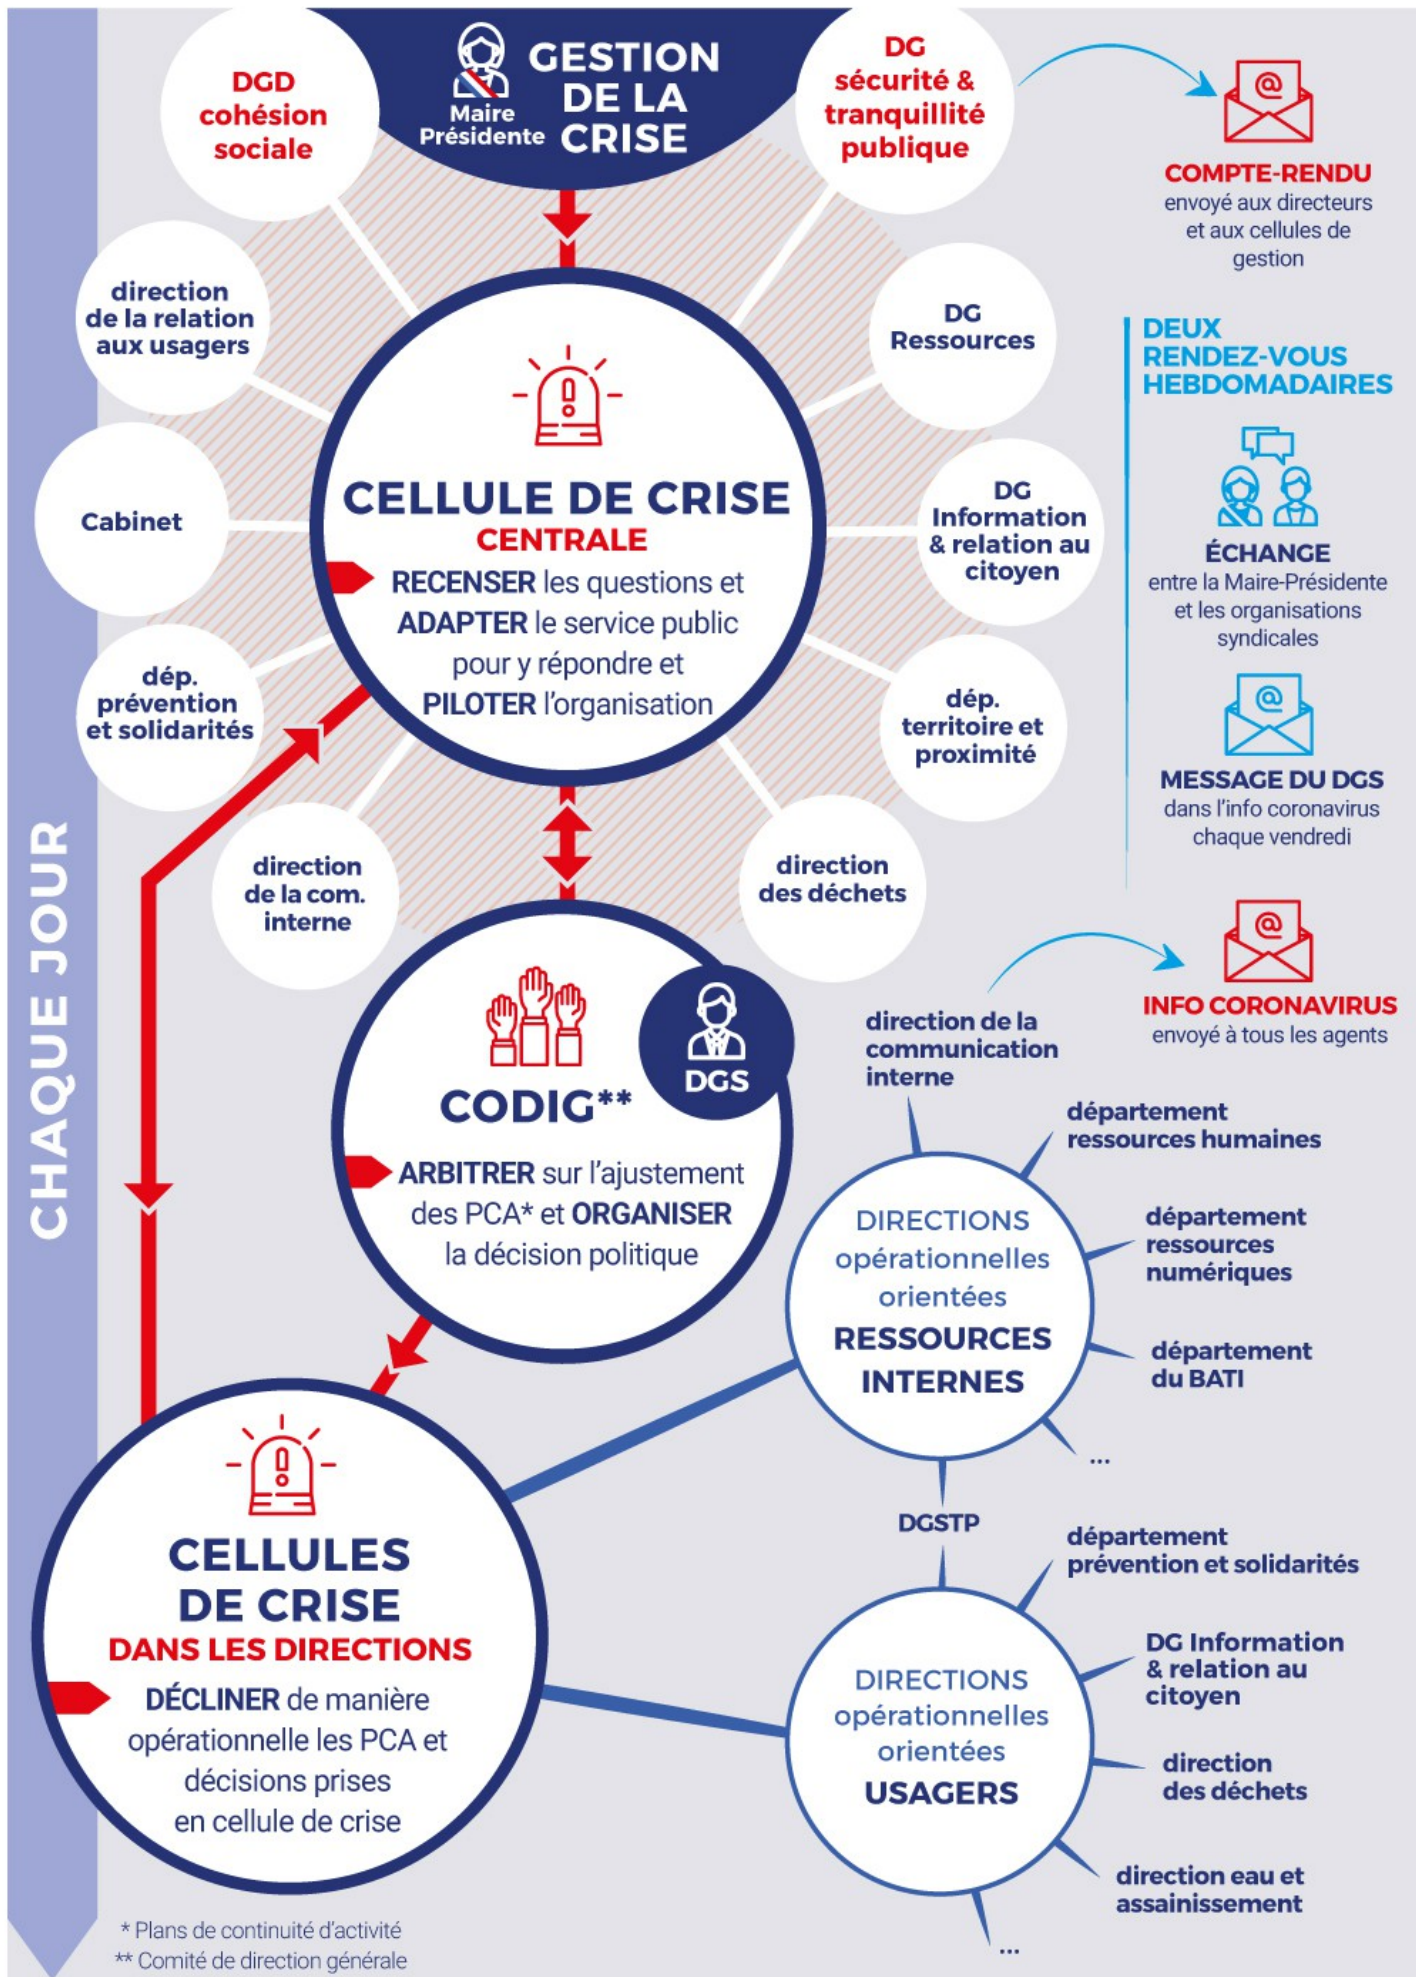 GESTION
DE LA
CRISE
Maire
Présidente
DGD
cohésion
sociale
DG
sécurité &
tranquillité
publique
@
COMPTE-RENDU
envoyé aux directeurs
et aux cellules de
gestion
direction
de la relation
aux usagers
DG
Ressources
DEUX
RENDEZ-VOUS
HEBDOMADAIRES
Cabinet
CELLULE DE CRISE
CENTRALE
RECENSER les questions et
ADAPTER le service public
pour y répondre et
PILOTER l'organisation
DG
Information
& relation au
citoyen
ÉCHANGE
entre la Maire-Présidente
et les organisations
syndicales
dép.
prévention
et solidarités
dép.
territoire et
proximité
@
MESSAGE DU DGS
dans l'info coronavirus
chaque vendredi
direction
de la com.
interne
direction
des déchets
CHAQUE JOUR
@
INFO CORONAVIRUS
envoyé à tous les agents
DGS
CODIG**
ARBITRER sur l'ajustement
des PCA* et ORGANISER
la décision politique
direction de la
communication
interne
département
ressources humaines
département
ressources
numériques
département
du BATI
...
DIRECTIONS
opérationnelles
orientées
RESSOURCES
INTERNES
DGSTP
CELLULES
DE CRISE
DANS LES DIRECTIONS
DÉCLINER de manière
opérationnelle les PCA et
décisions prises
en cellule de crise
département
prévention et solidarités
DG Information
& relation au
citoyen
direction
des déchets
direction eau et
assainissement
...
DIRECTIONS
opérationnelles
orientées
USAGERS
* Plans de continuité d'activité
** Comité de direction générale